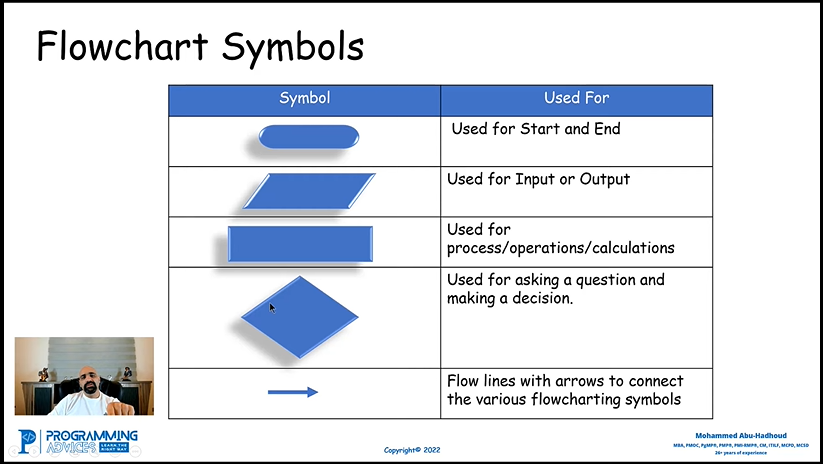 Flowchart Symbols
Symbol
Used For
Used for Start and End
Used for Input or Output
Used for
process/operations/calculations
Used for asking a question and
making a decision.
Flow lines with arrows to connect
the various flowcharting symbols
PROGRAMMING
ADVICES LEARN THE
RIGHT WAY
Copyright© 2022
Mohammed Abu-Hadhoud
MBA, PMOC, PgMP®, PMP®, PMI-RMP®, CM, ITILF, MCPD, MCSD
26+ years of experience